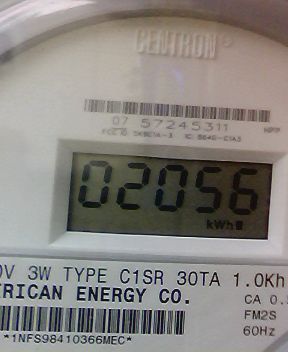 CENTRON®
07 57245311
02056
kWh
V 3W TYPE C1SR 30TA 1.0Kh
RICAN ENERGY CO.
CA 0.
FM2S
60Hz
*1NFS98410366MEC*